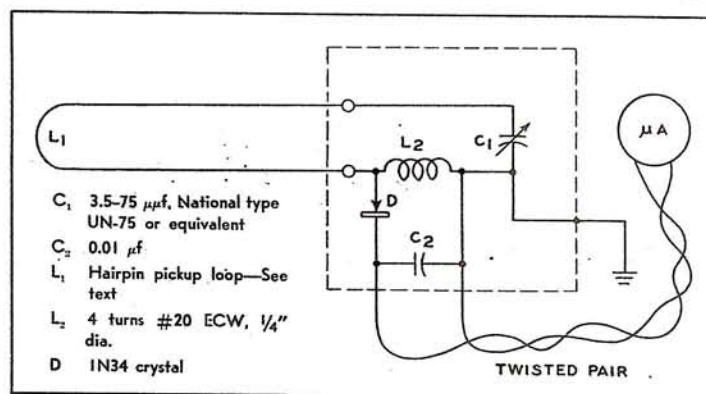 L₁
L₂
C₁
μA
D
C₂
C₁ 3.5-75 μμf, National type
UN-75 or equivalent
C₂ 0.01 μf
L₁ Hairpin pickup loop—See
text
L₂ 4 turns #20 ECW, 1/4"
dia.
D 1N34 crystal
TWISTED PAIR